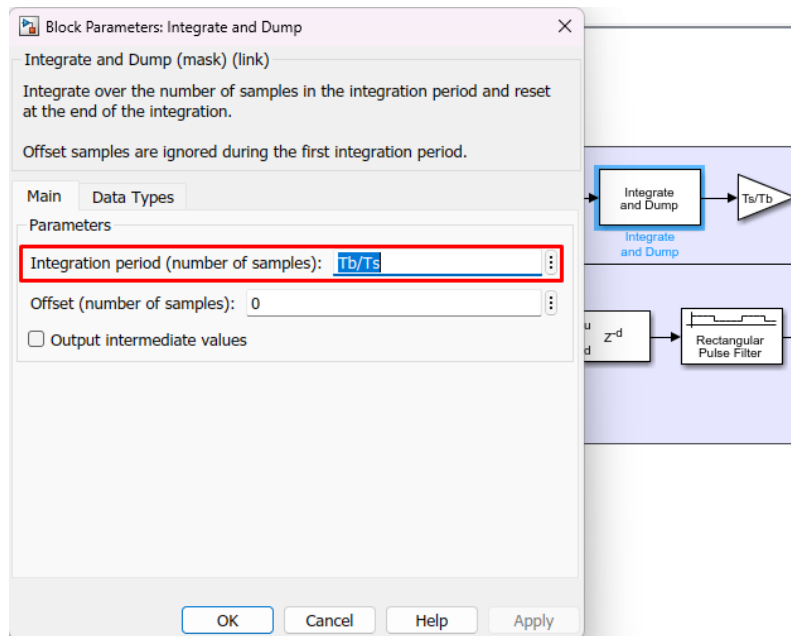 Block Parameters: Integrate and Dump
Integrate and Dump (mask) (link)
Integrate over the number of samples in the integration period and reset
at the end of the integration.
Offset samples are ignored during the first integration period.
Main
Data Types
Parameters
Integration period (number of samples): Tb/Ts
Offset (number of samples): 0
Output intermediate values
OK
Cancel
Help
Apply
Integrate
and Dump
Ts/Tb
Integrate
and Dump
u
d
Z-d
Rectangular
Pulse Filter